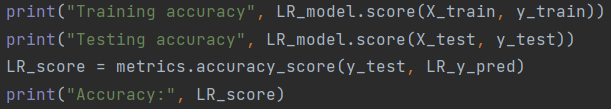 print("Training accuracy", LR_model.score(X_train, y_train))
print("Testing accuracy", LR_model.score(X_test, y_test))
LR_score = metrics.accuracy_score(y_test, LR_y_pred)
print("Accuracy:", LR_score)